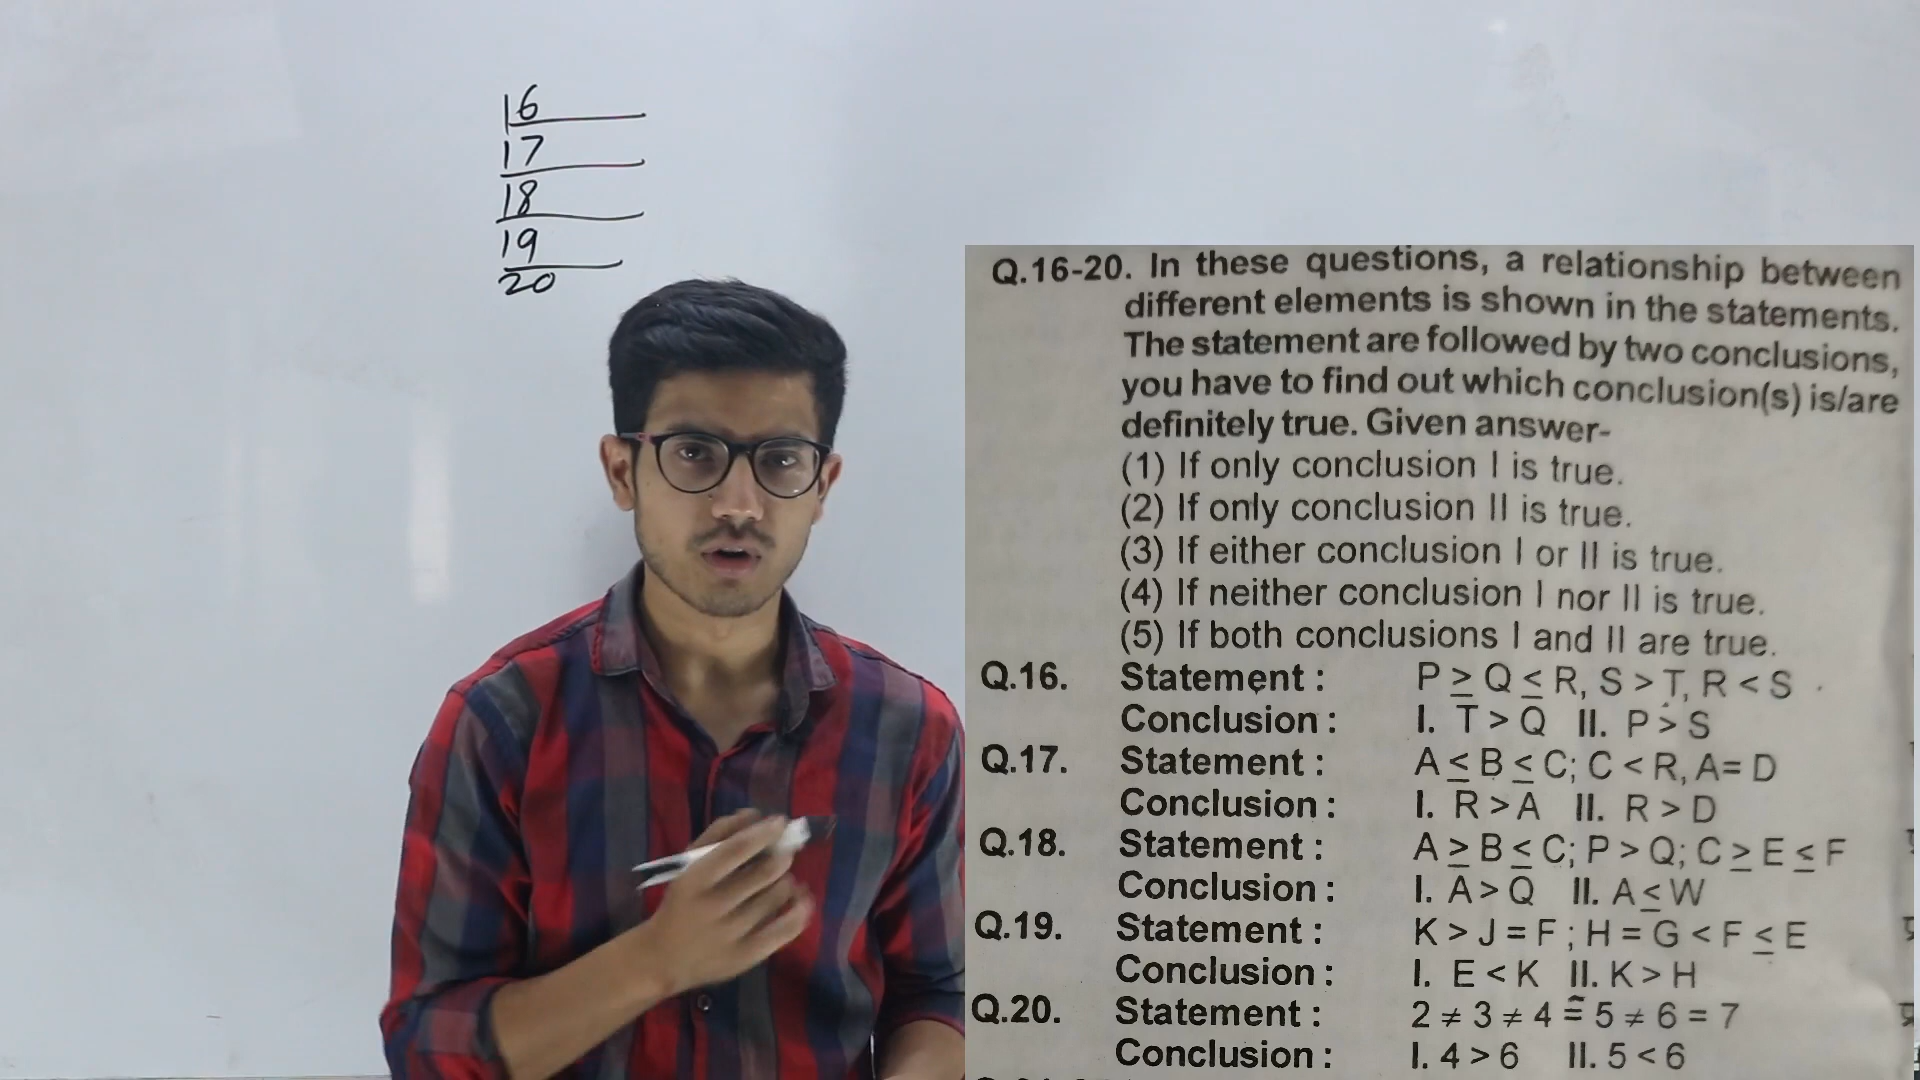 16
17
18
19
20
Q.16-20. In these questions, a relationship between
different elements is shown in the statements.
The statement are followed by two conclusions,
you have to find out which conclusion(s) is/are
definitely true. Given answer-
(1) If only conclusion I is true.
(2) If only conclusion II is true.
(3) If either conclusion I or II is true.
(4) If neither conclusion I nor II is true.
(5) If both conclusions I and II are true.
Q.16. Statement : P ≥ Q ≤ R, S > T, R < S
Conclusion : I. T > Q II. P > S
Q.17. Statement : A ≤ B ≤ C; C < R, A= D
Conclusion : I. R > A II. R > D
Q.18. Statement : A ≥ B ≤ C; P > Q; C ≥ E ≤ F
Conclusion : I. A > Q II. A ≤ W
Q.19. Statement : K > J = F ; H = G < F ≤ E
Conclusion : I. E < K II. K > H
Q.20. Statement : 2 ≠ 3 ≠ 4 ≅ 5 ≠ 6 = 7
Conclusion : I. 4 > 6 II. 5 < 6